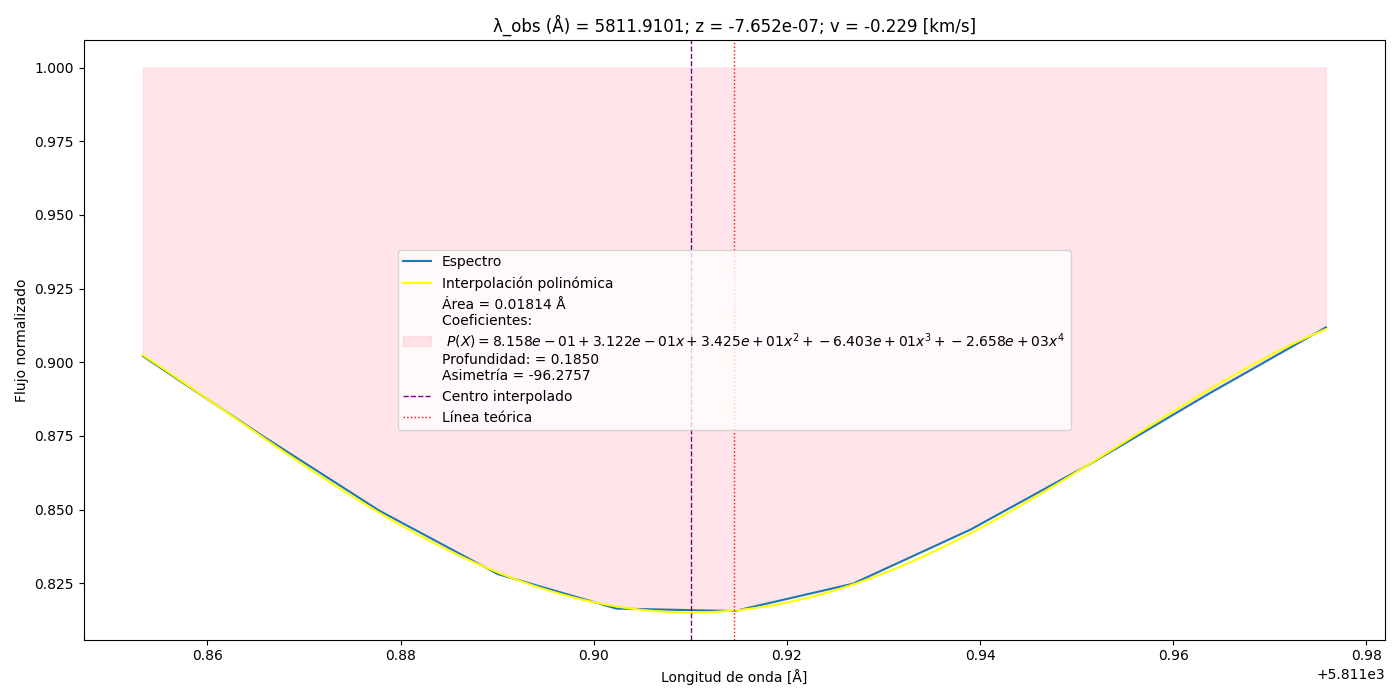 λ_obs (Å) = 5811.9101; z = -7.652e-07; v = -0.229 [km/s]
Flujo normalizado
1.000
0.975
0.950
0.925
0.900
0.875
0.850
0.825
Espectro
Interpolación polinómica
Área = 0.01814 Å
Coeficientes:
P(X) = 8.158e − 01 + 3.122e − 01x + 3.425e + 01x² + −6.403e + 01x³ + −2.658e + 03x⁴
Profundidad: = 0.1850
Asimetría = -96.2757
Centro interpolado
Línea teórica
0.86 0.88 0.90 0.92 0.94 0.96 0.98
Longitud de onda [Å]
+5.811e3